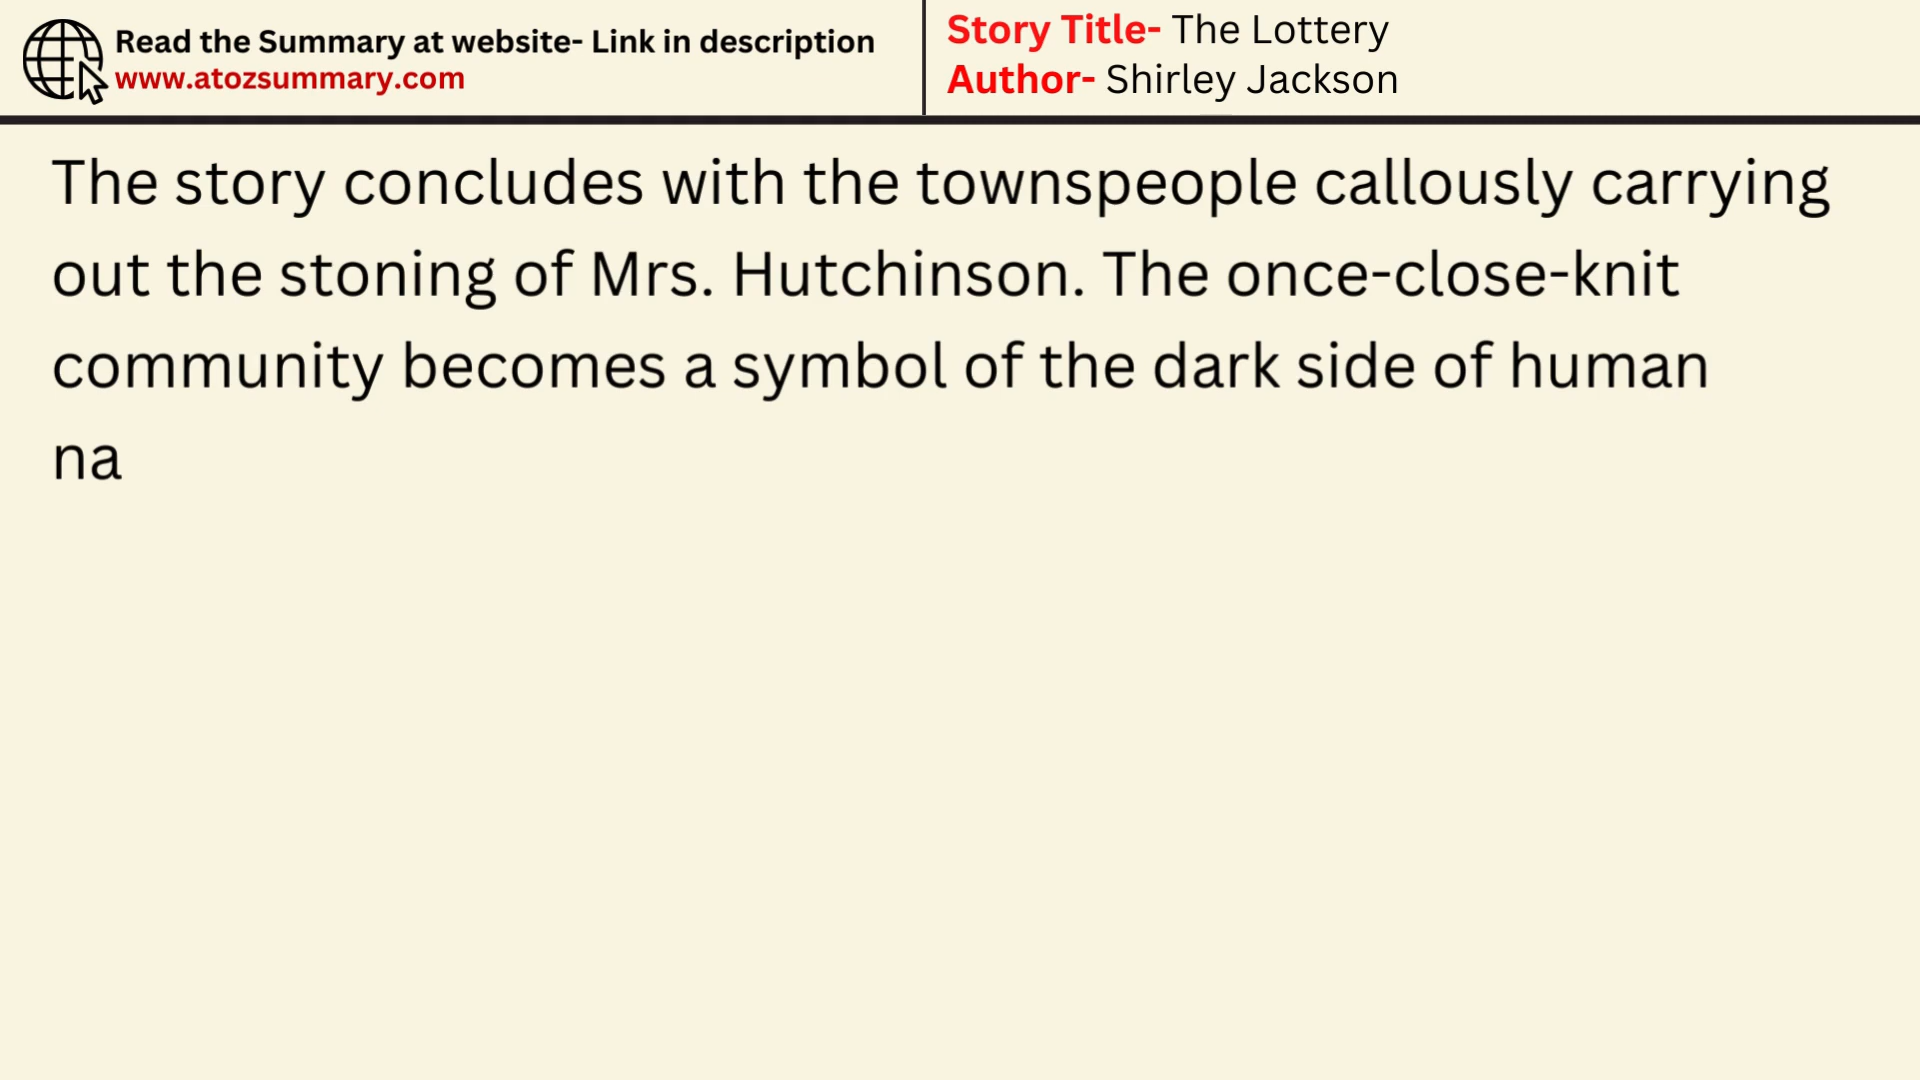 Read the Summary at website- Link in description
www.atozsummary.com
Story Title- The Lottery
Author- Shirley Jackson
The story concludes with the townspeople callously carrying
out the stoning of Mrs. Hutchinson. The once-close-knit
community becomes a symbol of the dark side of human
na